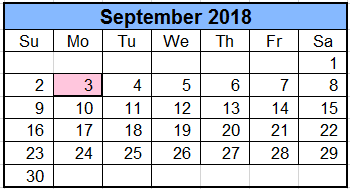 September 2018
Su Mo Tu We Th Fr Sa
1
2 3 4 5 6 7 8
9 10 11 12 13 14 15
16 17 18 19 20 21 22
23 24 25 26 27 28 29
30